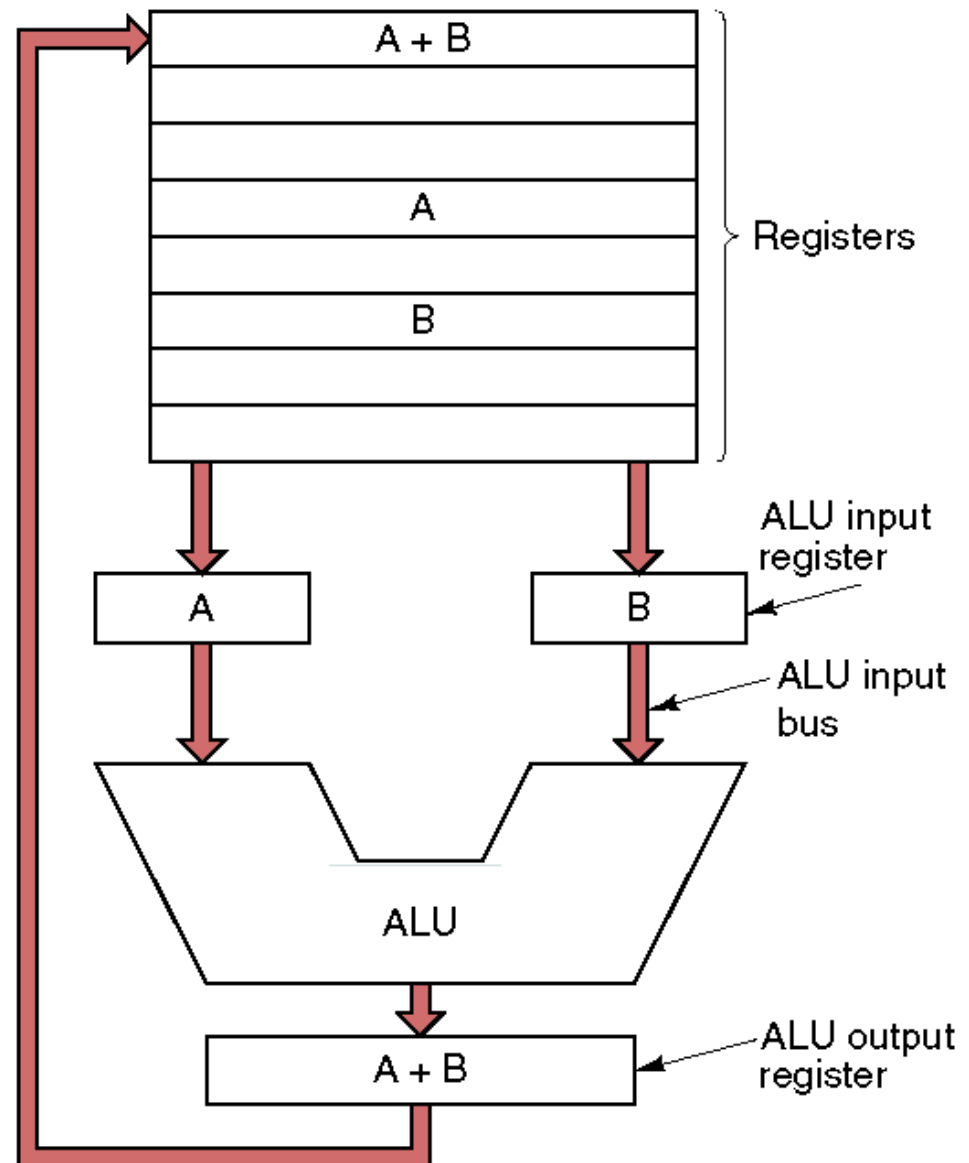 A + B
A
Registers
B
ALU input
register
A
B
ALU input
bus
ALU
ALU output
register
A + B